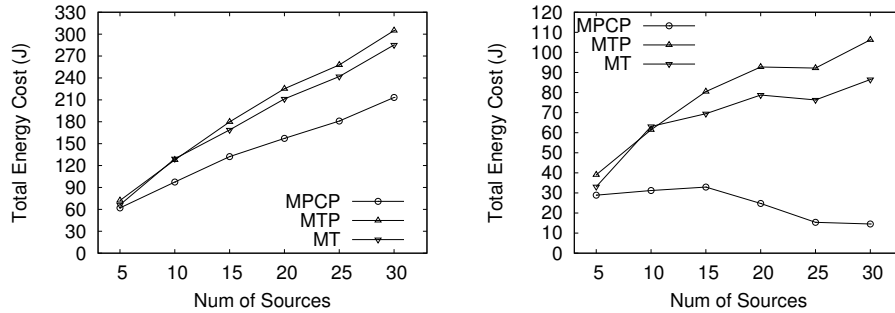 Total Energy Cost (J)
330
300
270
240
210
180
150
120
90
60
30
0
5 10 15 20 25 30
Num of Sources
MPCP
MTP
MT
Total Energy Cost (J)
120
110
100
90
80
70
60
50
40
30
20
10
0
5 10 15 20 25 30
Num of Sources
MPCP
MTP
MT